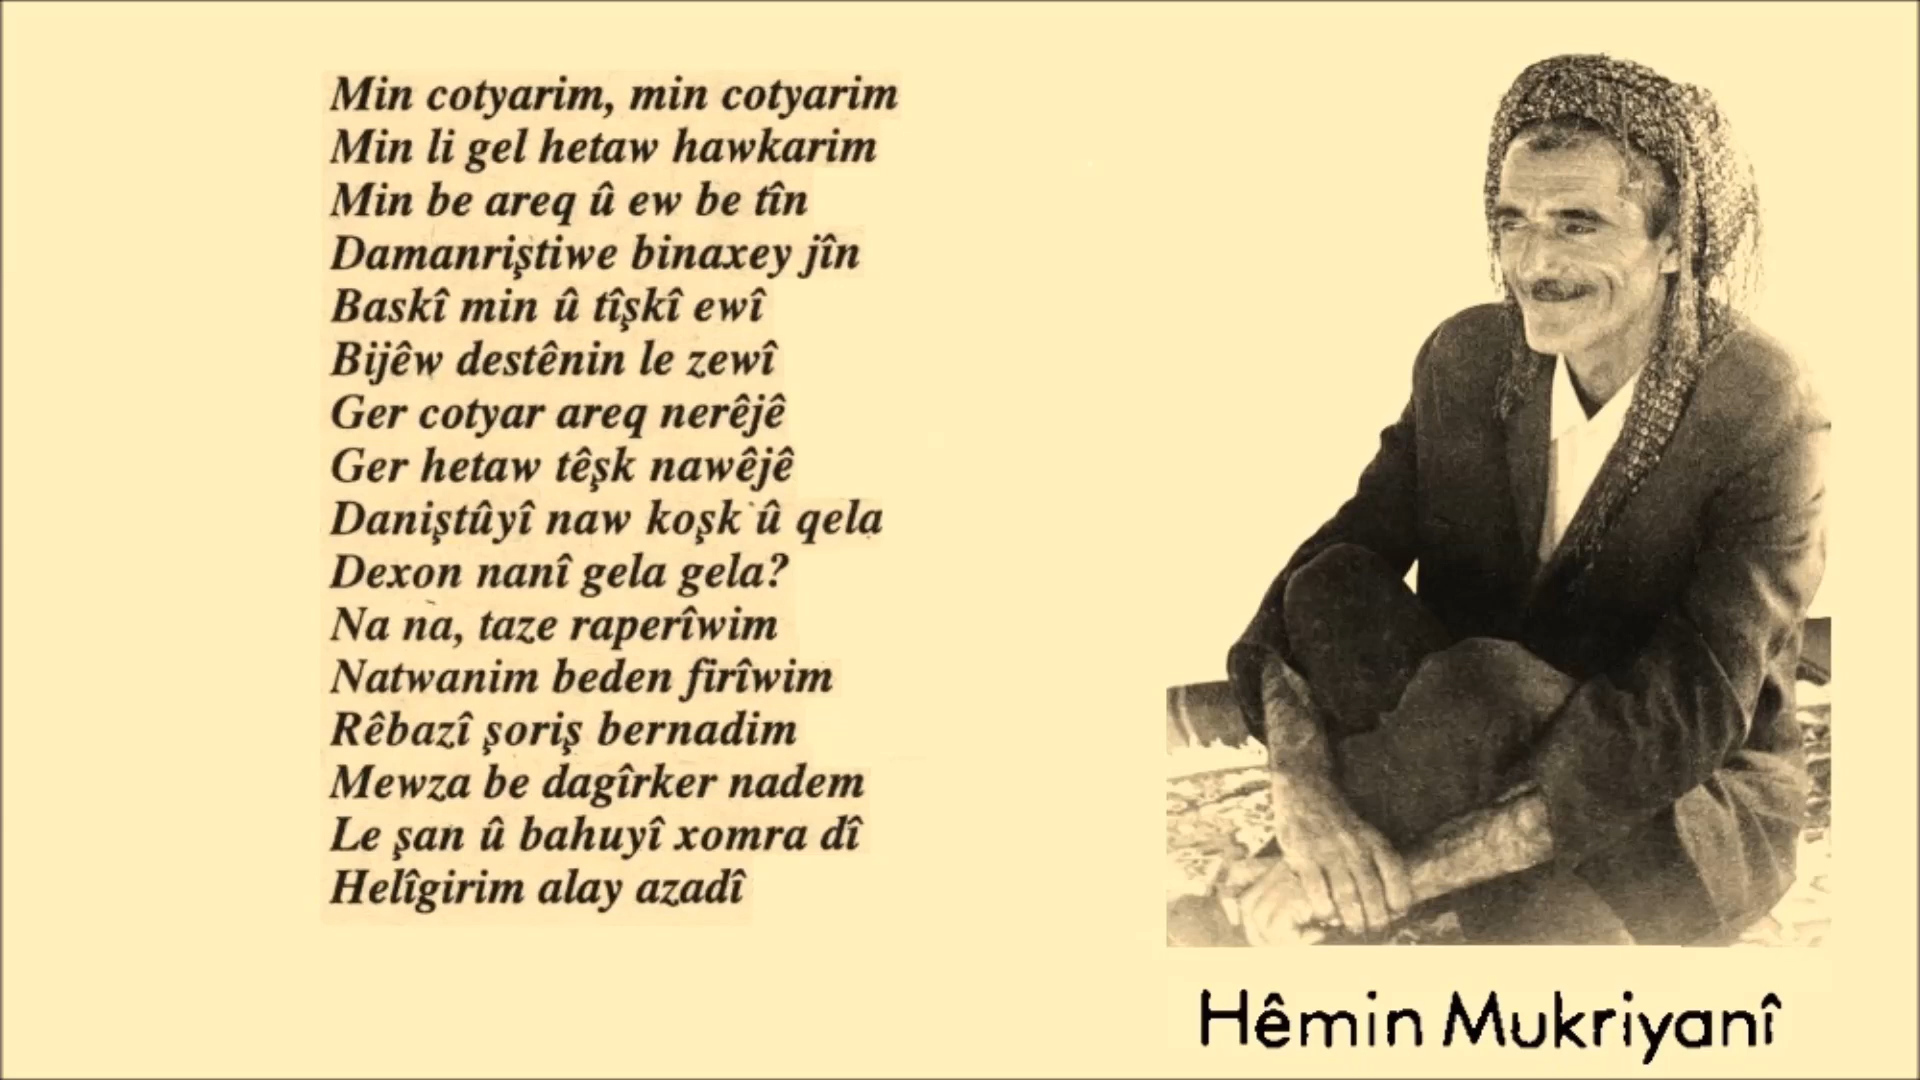 Min cotyarim, min cotyarim
Min li gel hetaw hawkarim
Min be areq û ew be tîn
Damanriştiwe binaxey jîn
Baskî min û tîşkî ewî
Bijêw destênin le zewî
Ger cotyar areq nerêjê
Ger hetaw têşk nawêjê
Daniştûyî naw koşk û qela
Dexon nanî gela gela?
Na na, taze raperîwim
Natwanim beden firîwim
Rêbazî şoriş bernadim
Mewza be dagîrker nadem
Le şan û bahuyî xomra dî
Helîgirim alay azadî
Hêmin Mukriyanî